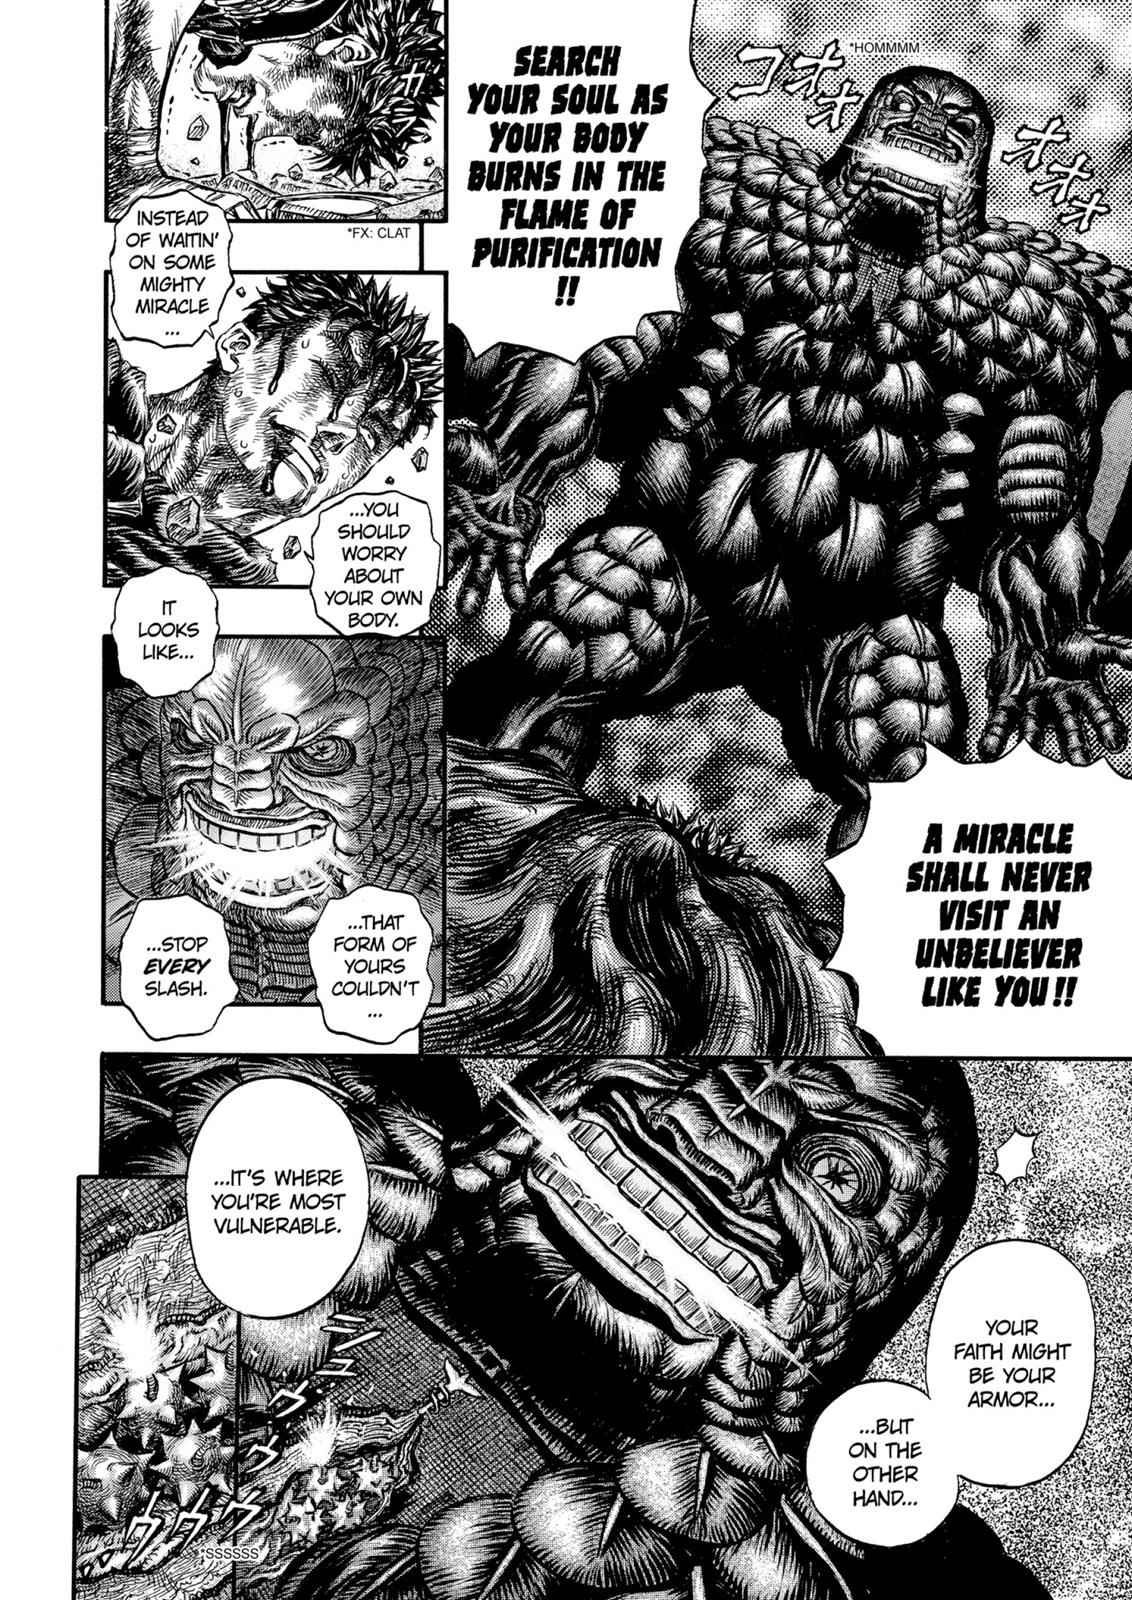 *HOMMMM
コオオオ
オオオオ
SEARCH
YOUR SOUL AS
YOUR BODY
BURNS IN THE
FLAME OF
PURIFICATION
!!
A MIRACLE
SHALL NEVER
VISIT AN
UNBELIEVER
LIKE YOU!!
カ
*FX: CLAT
INSTEAD
OF WAITIN'
ON SOME
MIGHTY
MIRACLE
...
...YOU
SHOULD
WORRY
ABOUT
YOUR OWN
BODY.
IT
LOOKS
LIKE...
...THAT
FORM OF
YOURS
COULDN'T
...
...STOP
EVERY
SLASH.
YOUR
FAITH MIGHT
BE YOUR
ARMOR...
...BUT
ON THE
OTHER
HAND...
...IT'S WHERE
YOU'RE MOST
VULNERABLE.
*SSSSSS